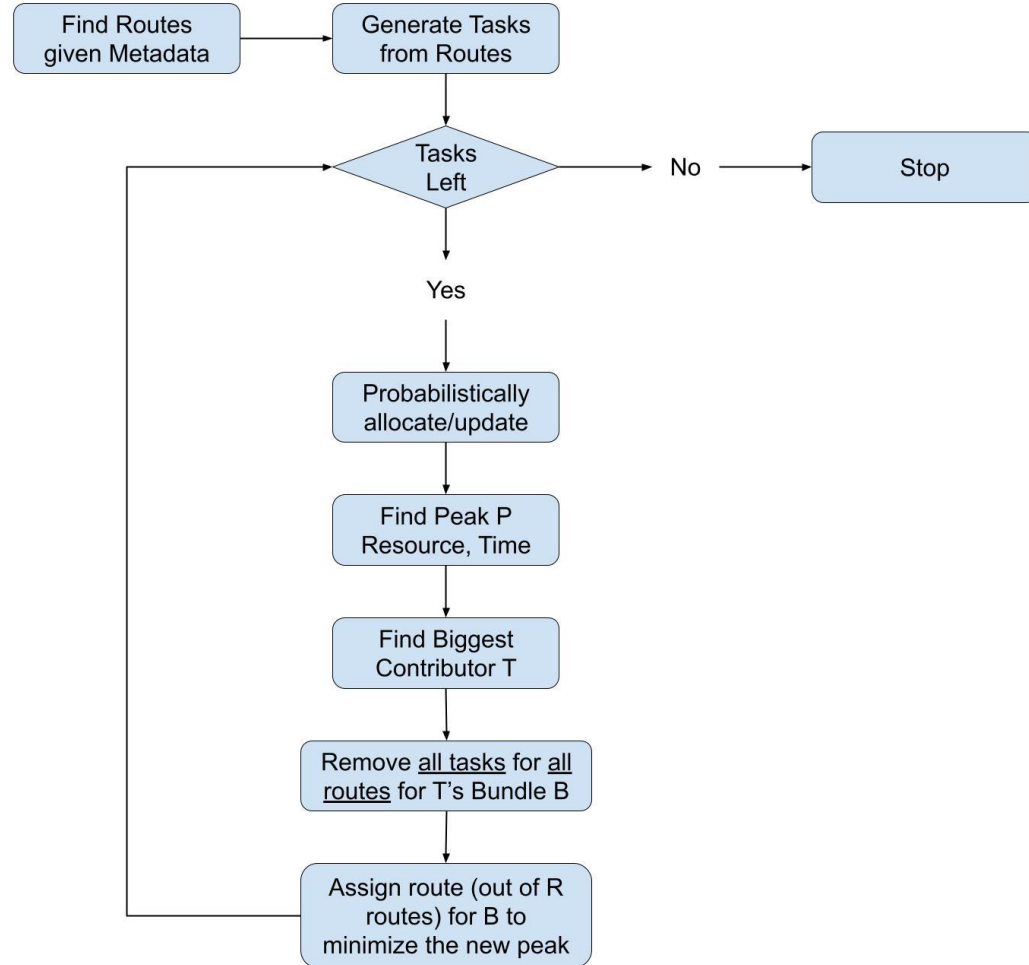 Find Routes
given Metadata
Generate Tasks
from Routes
Tasks
Left
No
Stop
Yes
Probabilistically
allocate/update
Find Peak P
Resource, Time
Find Biggest
Contributor T
Remove all tasks for all
routes for T's Bundle B
Assign route (out of R
routes) for B to
minimize the new peak